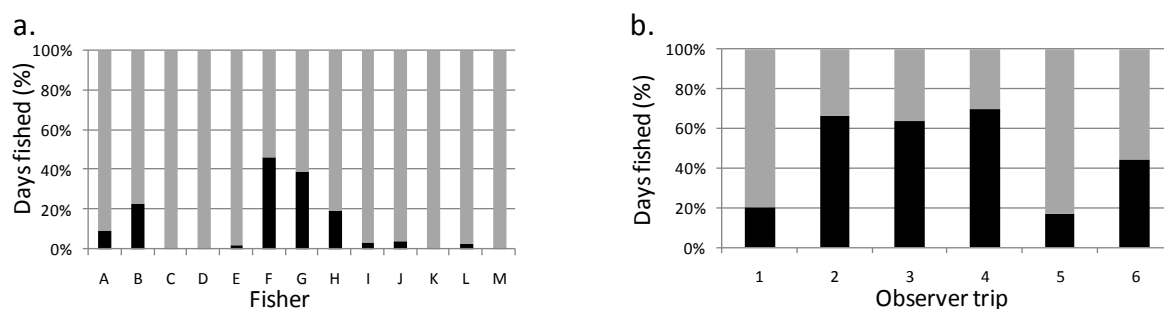 a.
100%
80%
60%
40%
20%
0%
Days fished (%)
A B C D E F G H I J K L M
Fisher
b.
100%
80%
60%
40%
20%
0%
Days fished (%)
1 2 3 4 5 6
Observer trip